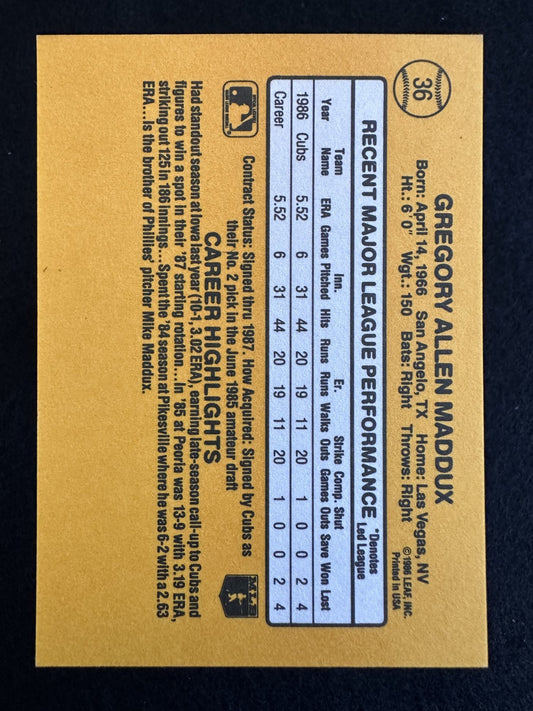 36
GREGORY ALLEN MADDUX
Born: April 14, 1966 San Angelo, TX Home: Las Vegas, NV
Ht.: 6' 0" Wgt.: 150 Bats: Right Throws: Right
©1986 LEAF, INC.
Printed in USA
RECENT MAJOR LEAGUE PERFORMANCE
*Denotes
Led League
Team Inn. Er. Strike Comp. Shut
Year Name ERA Games Pitched Hits Runs Runs Walks Outs Games Outs Save Won Lost
1986 Cubs 5.52 6 31 44 20 19 11 20 1 0 0 2 4
Career 5.52 6 31 44 20 19 11 20 1 0 0 2 4
Contract Status: Signed thru 1987. How Acquired: Signed by Cubs as
their No. 2 pick in the June 1985 amateur draft
CAREER HIGHLIGHTS
Had standout season at Iowa last year (10-1, 3.02 ERA), earning late-season call-up to Cubs and
figures to win a spot in their '87 starting rotation...in '85 at Peoria was 13-9 with 3.19 ERA,
striking out 125 in 186 innings...Spent the '84 season at Pikesville where he was 6-2 with a 2.63
ERA...Is the brother of Phillies' pitcher Mike Maddux.